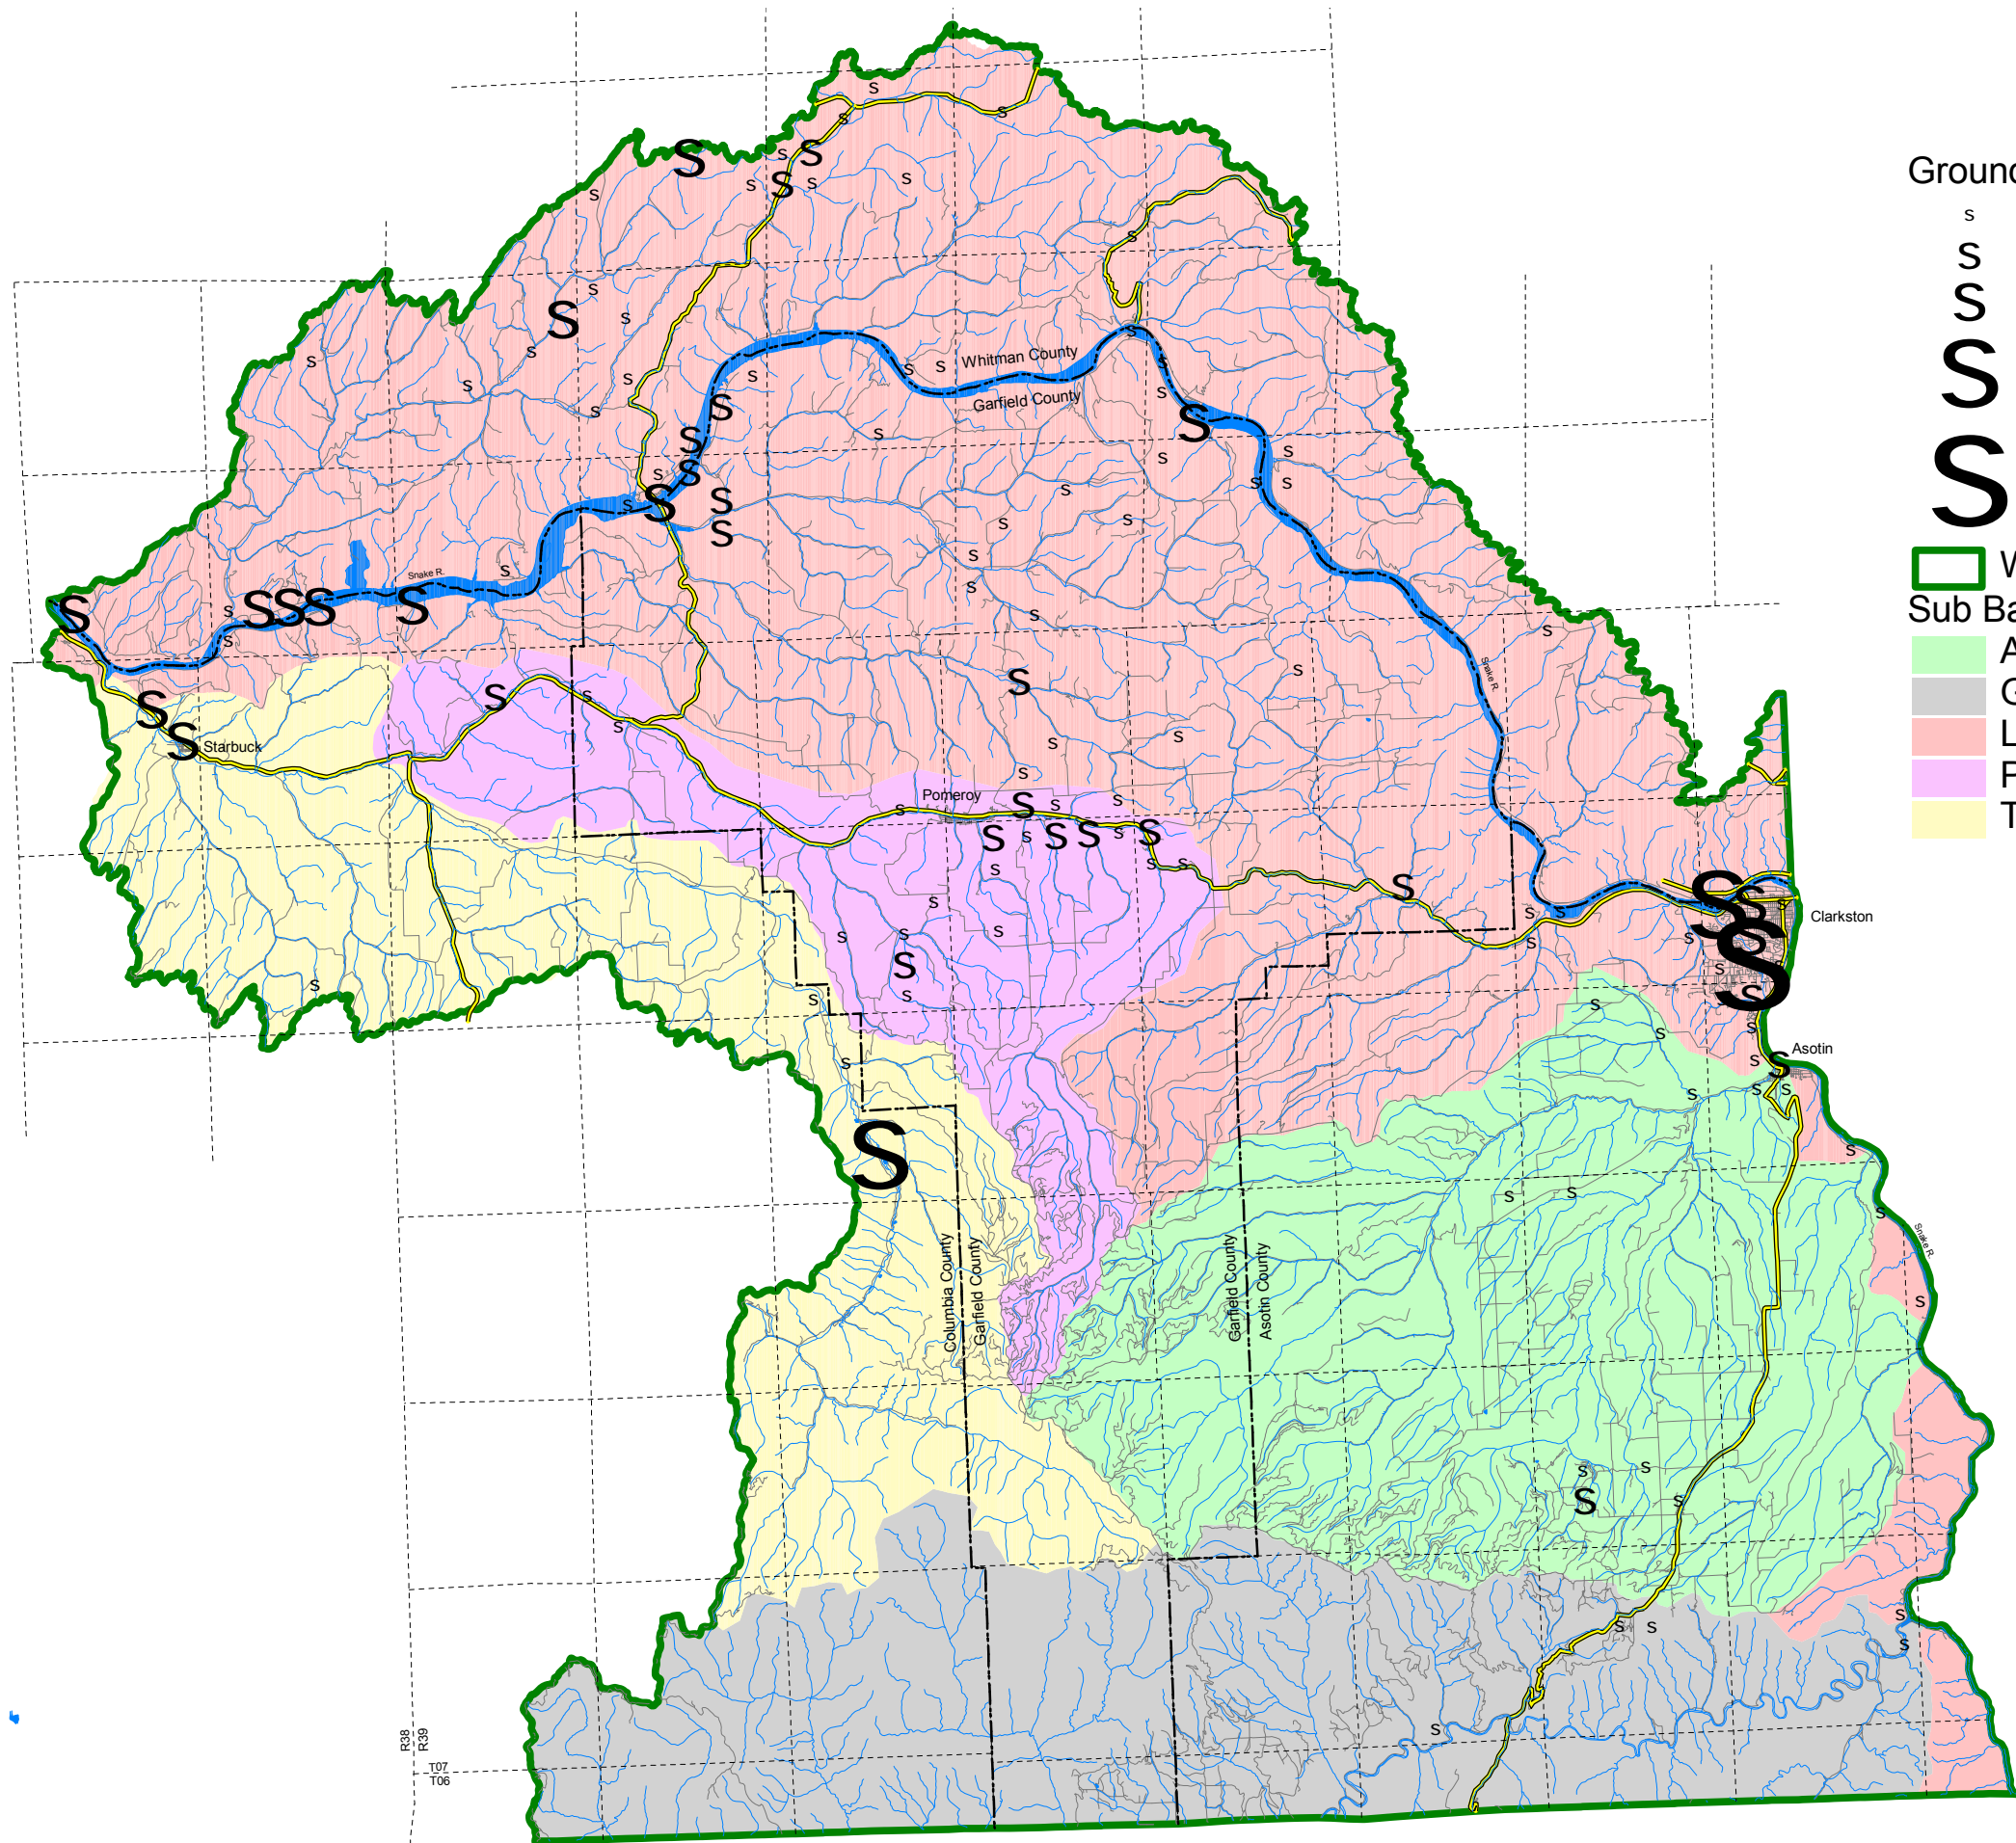 Ground
S
S
S
S
S
W
Sub Ba
A
C
L
P
T
Whitman County
Garfield County
Snake R.
Snake R.
Starbuck
Pomeroy
Clarkston
Asotin
Snake R.
Columbia County
Garfield County
Garfield County
Asotin County
R38
R39
T07
T06